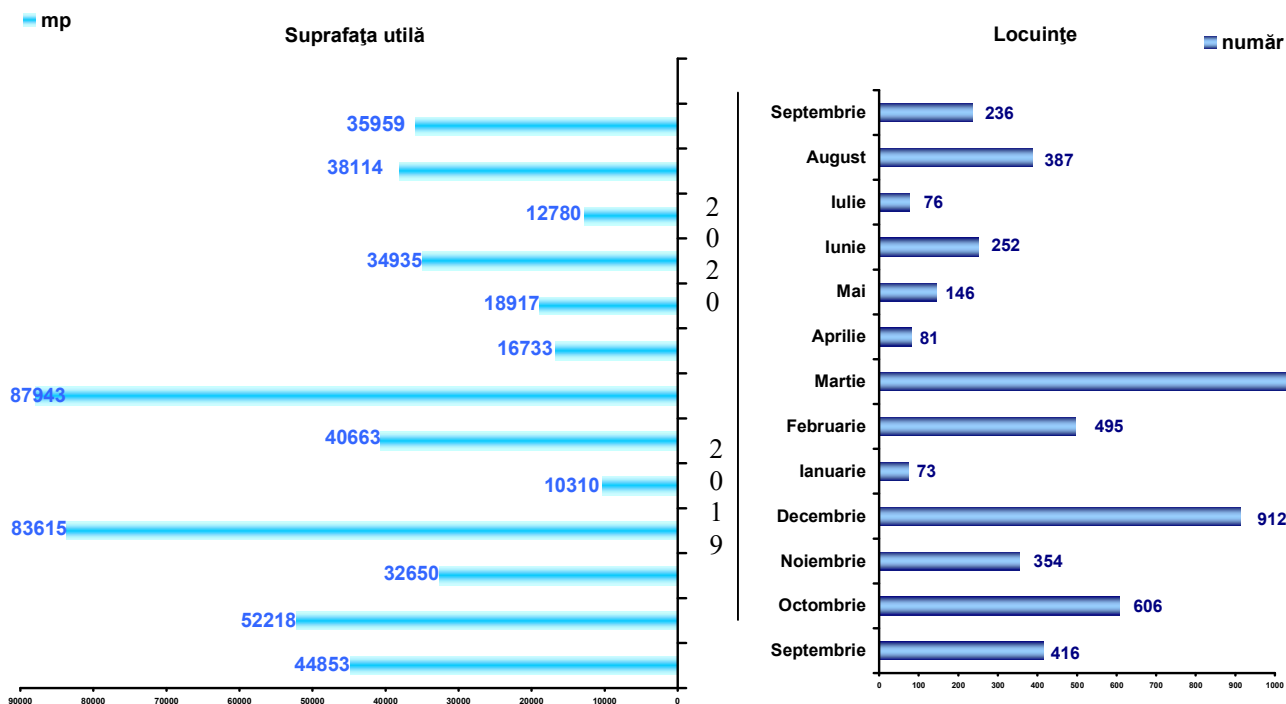 mp
Suprafaţa utilă
35959
38114
12780
34935
18917
16733
87943
40663
10310
83615
32650
52218
44853
90000 80000 70000 60000 50000 40000 30000 20000 10000 0
2
0
2
0
2
0
1
9
Locuinţe
număr
Septembrie 236
August 387
Iulie 76
Iunie 252
Mai 146
Aprilie 81
Martie
Februarie 495
Ianuarie 73
Decembrie 912
Noiembrie 354
Octombrie 606
Septembrie 416
0 100 200 300 400 500 600 700 800 900 1000